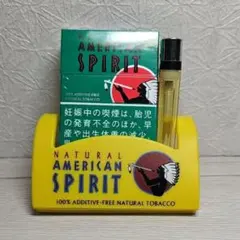 NATURAL
AMERICAN
SPIRIT
妊娠中の喫煙は、胎児
の発育不全のほか、早
産や出生体重の減少、
NATURAL
AMERICAN
SPIRIT
100% ADDITIVE-FREE NATURAL TOBACCO